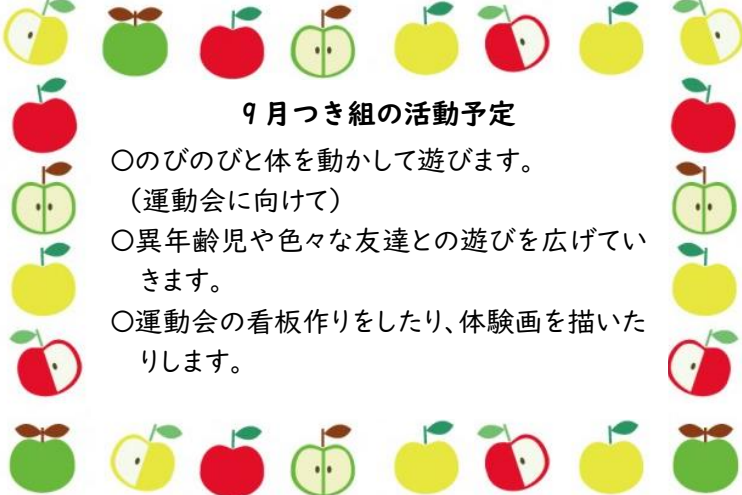 9月つき組の活動予定
〇のびのびと体を動かして遊びます。
（運動会に向けて）
〇異年齢児や色々な友達との遊びを広げてい
きます。
〇運動会の看板作りをしたり、体験画を描いた
りします。